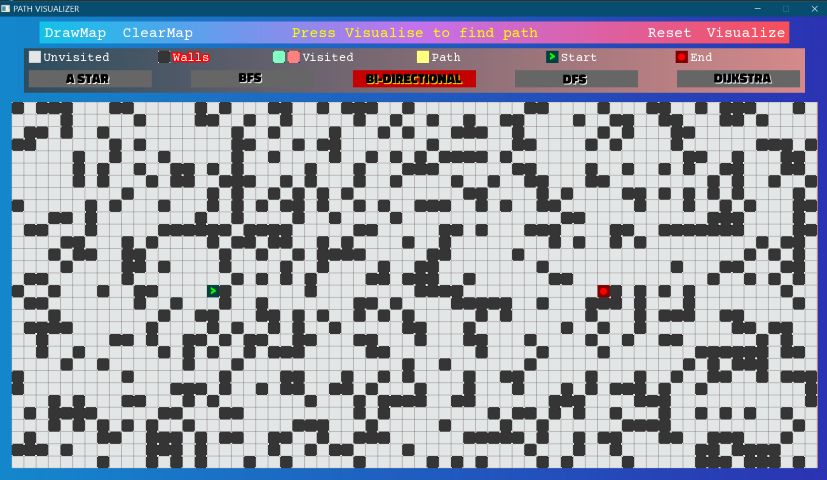 PATH VISUALIZER
DrawMap ClearMap Press Visualise to find path Reset Visualize
Unvisited Walls Visited Path Start End
A STAR BFS BI-DIRECTIONAL DFS DIJKSTRA